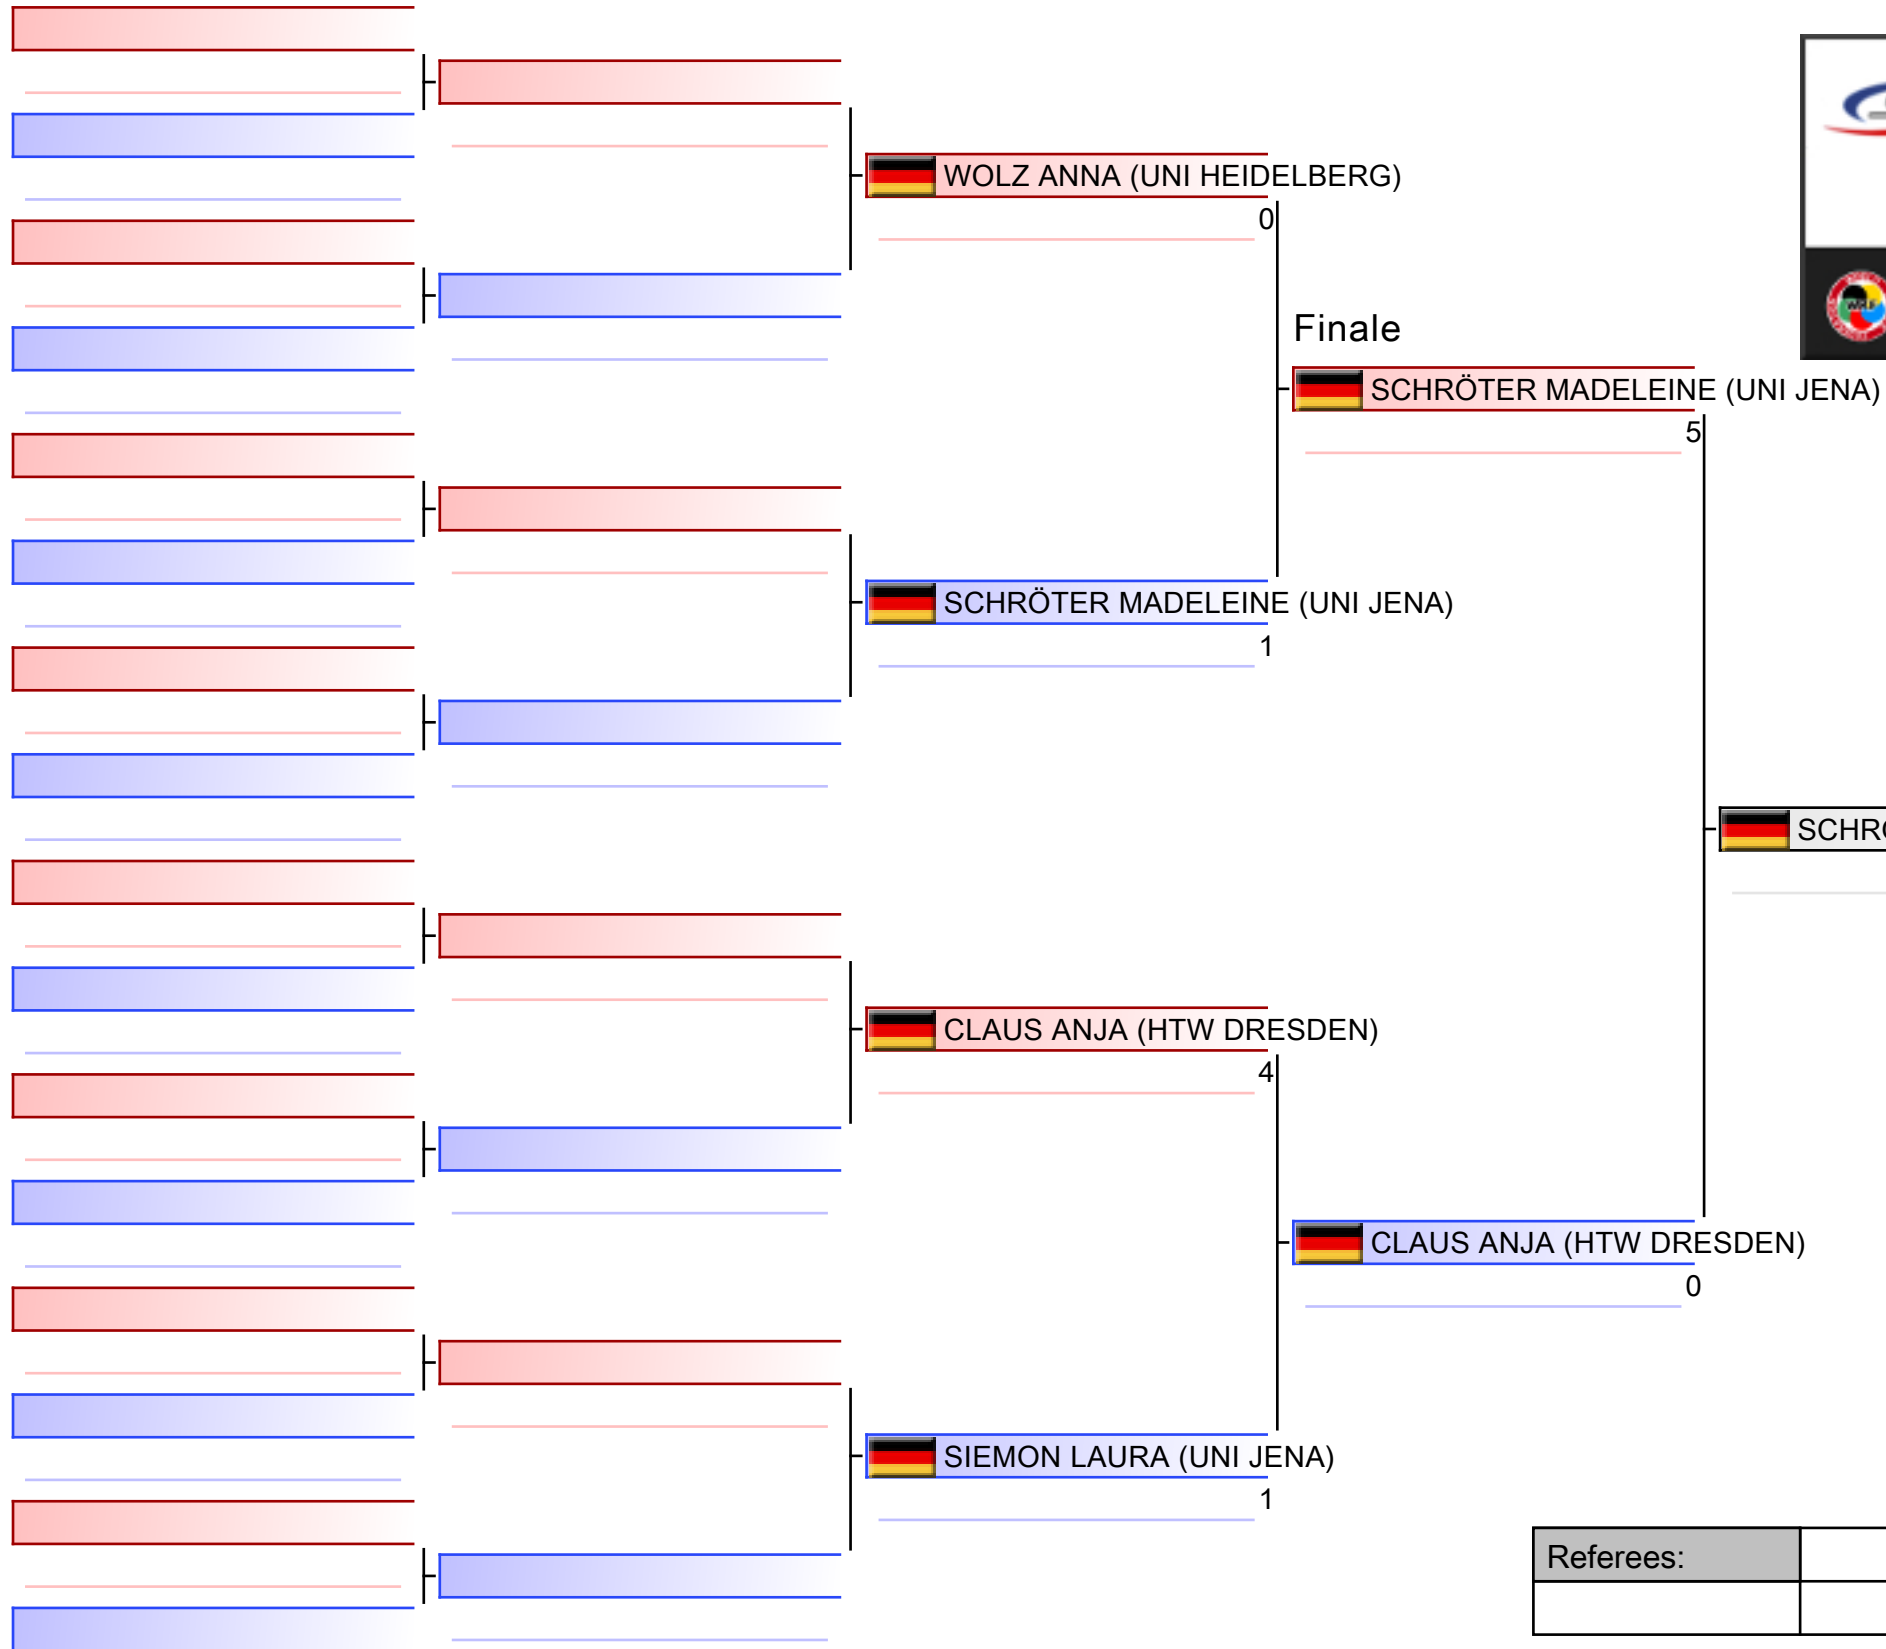 WOLZ ANNA (UNI HEIDELBERG)
0
Finale
SCHRÖTER MADELEINE (UNI JENA)
5
SCHRÖTER MADELEINE (UNI JENA)
1
CLAUS ANJA (HTW DRESDEN)
4
CLAUS ANJA (HTW DRESDEN)
0
SIEMON LAURA (UNI JENA)
1
Referees: